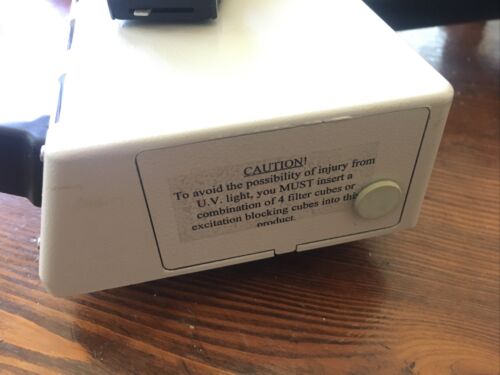 CAUTION!
To avoid the possibility of injury from
U.V. light, you MUST insert a
combination of 4 filter cubes or
excitation blocking cubes into this
product.